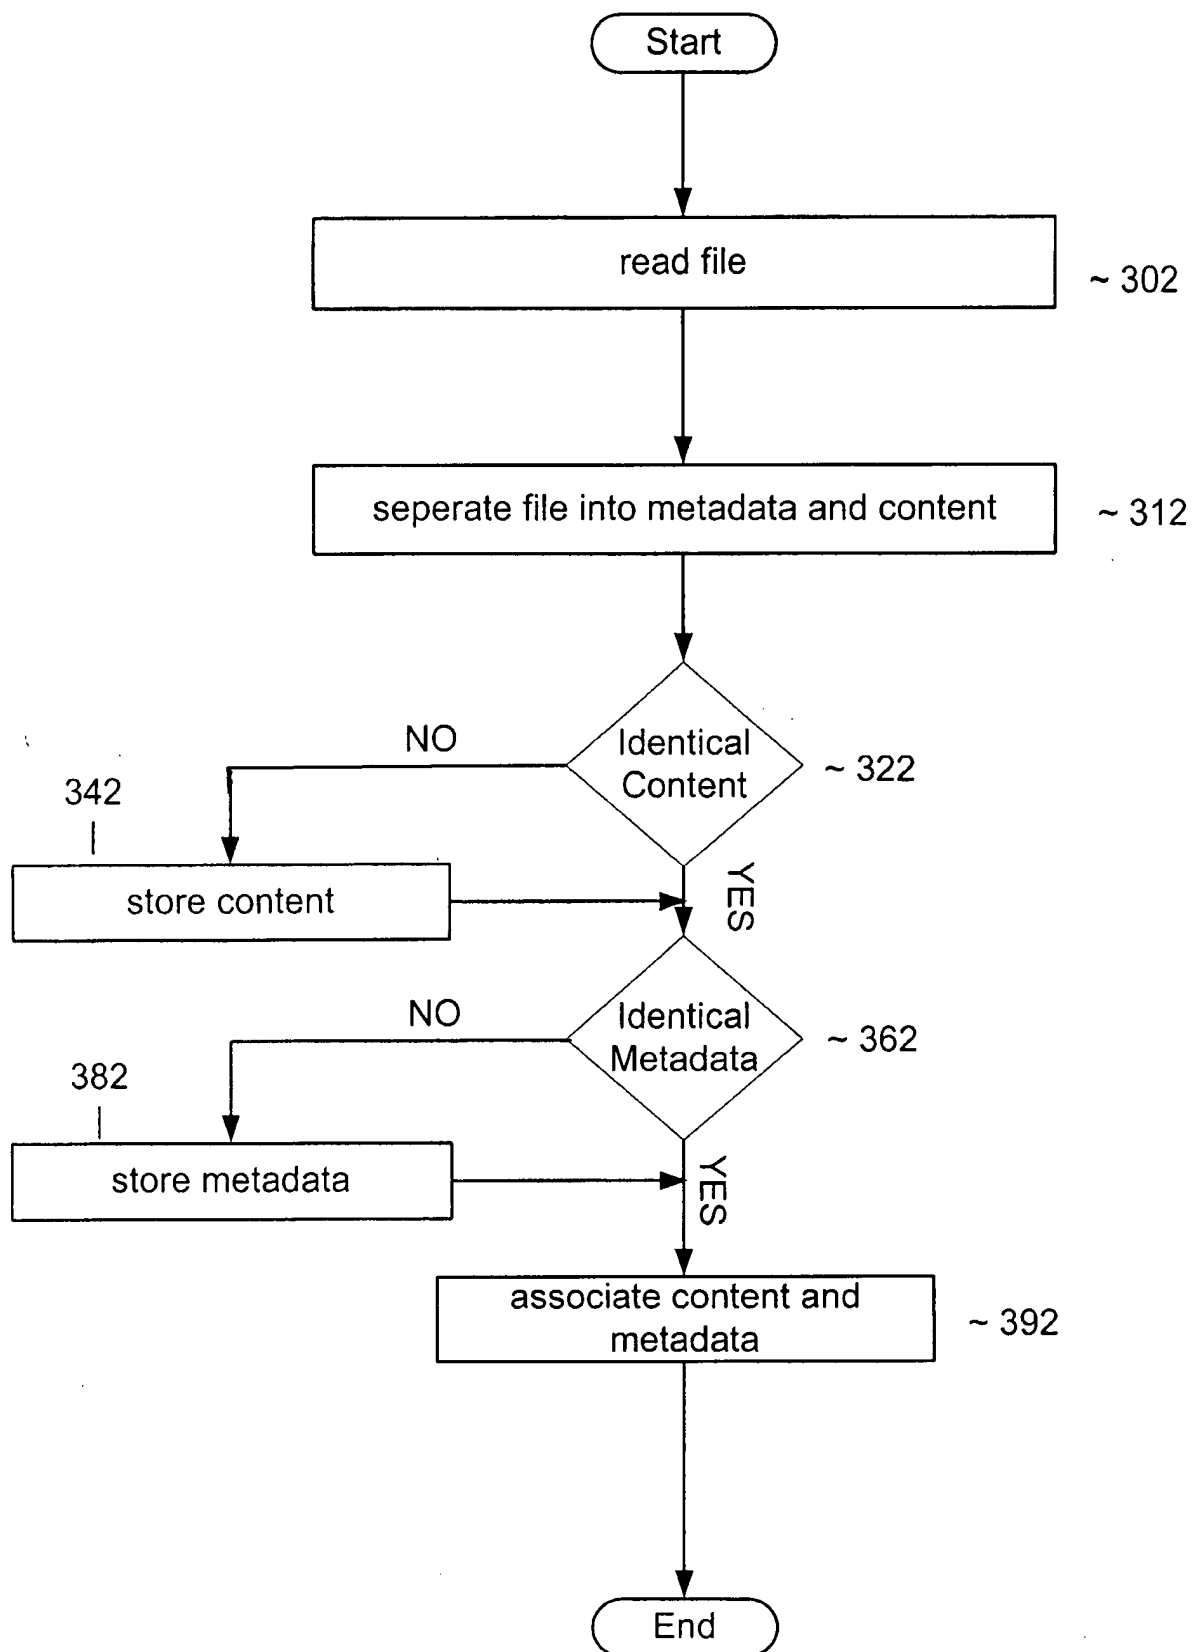 Start
read file
~ 302
seperate file into metadata and content
~ 312
Identical
Content
~ 322
NO
342
YES
store content
Identical
Metadata
~ 362
NO
382
YES
store metadata
associate content and
metadata
~ 392
End